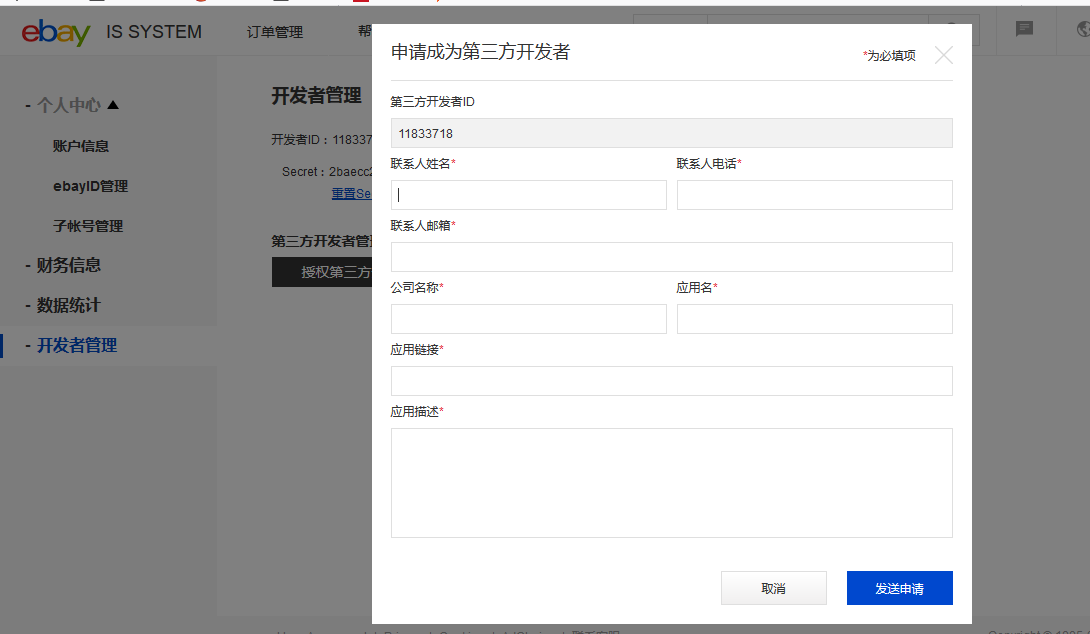 ebay IS SYSTEM 订单管理 帮
- 个人中心
账户信息
ebayID管理
子帐号管理
- 财务信息
- 数据统计
- 开发者管理
开发者管理
开发者ID：118337
Secret：2baecc2
重置Se
第三方开发者管
授权第三方
申请成为第三方开发者
*为必填项
第三方开发者ID
11833718
联系人姓名* 联系人电话*
联系人邮箱*
公司名称* 应用名*
应用链接*
应用描述*
取消 发送申请